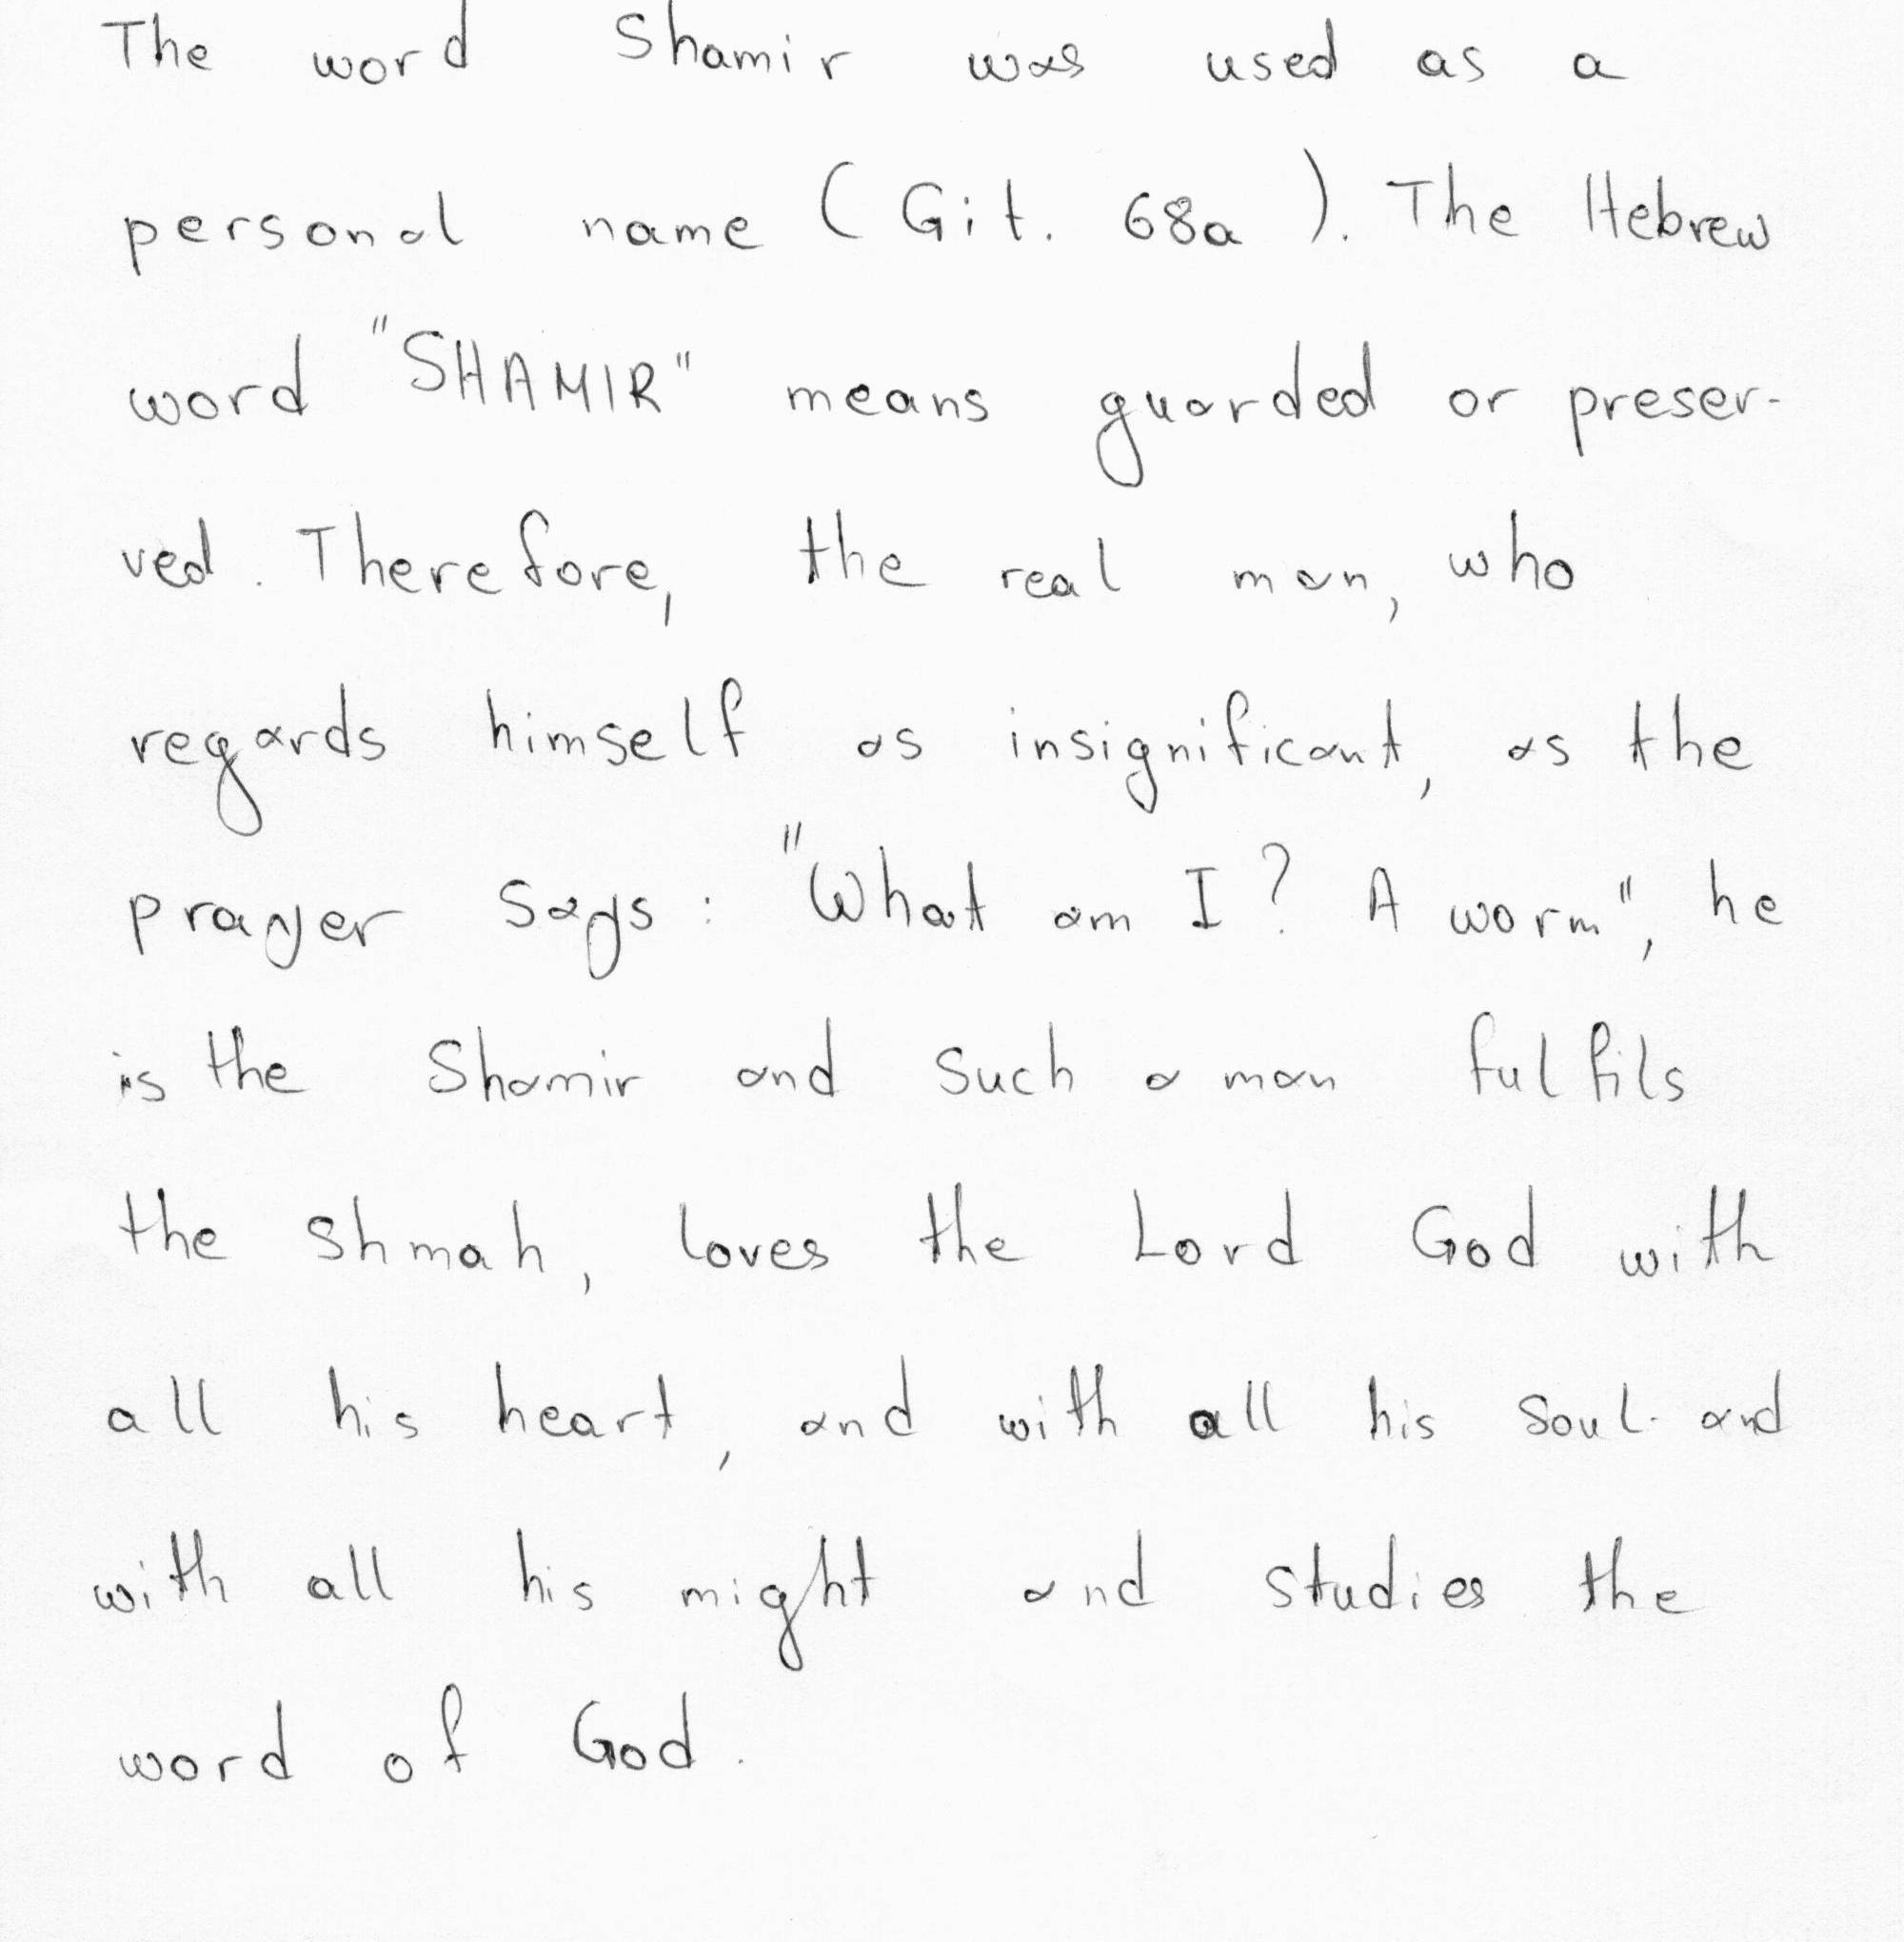 The word Shamir was used as a
personal name (Git. 68a). The Hebrew
word "SHAMIR" means guarded or preser-
ved. Therefore, the real man, who
regards himself as insignificant, as the
prayer says: "What am I? A worm", he
is the Shamir and such a man fulfils
the shmah, loves the Lord God with
all his heart, and with all his soul and
with all his might and studies the
word of God.